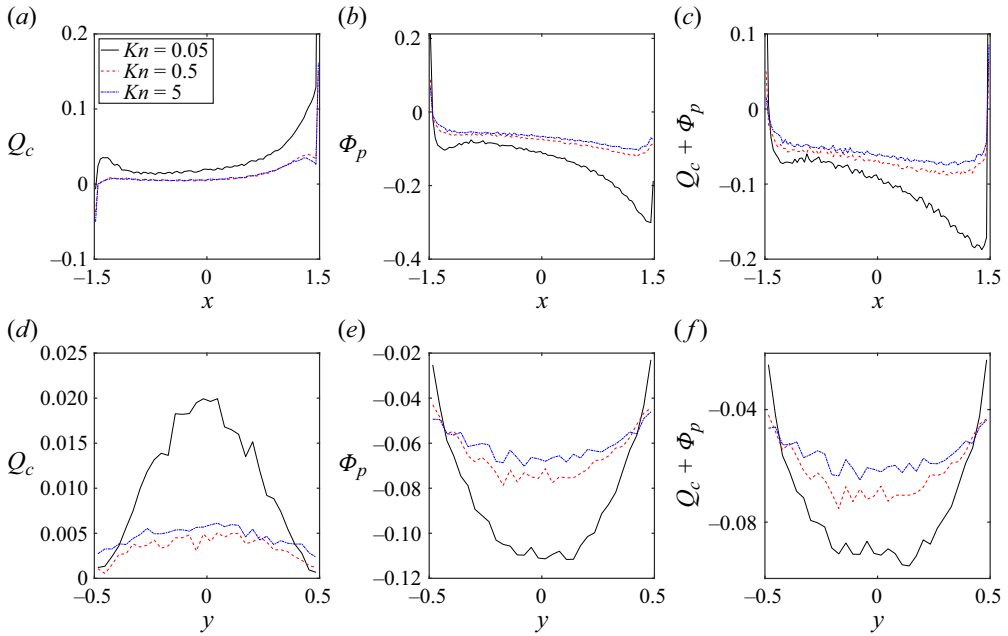 (a)
0.2
0.1
0
–0.1
Q_c
Kn = 0.05
Kn = 0.5
Kn = 5
–1.5
0
1.5
x
(b)
0.2
0
–0.2
–0.4
Φ_p
–1.5
0
1.5
x
(c)
0.1
0
–0.1
–0.2
Q_c + Φ_p
–1.5
0
1.5
x
(d)
0.025
0.020
0.015
0.010
0.005
0
Q_c
–0.5
0
0.5
y
(e)
–0.02
–0.04
–0.06
–0.08
–0.10
–0.12
Φ_p
–0.5
0
0.5
y
(f)
–0.04
–0.08
Q_c + Φ_p
–0.5
0
0.5
y